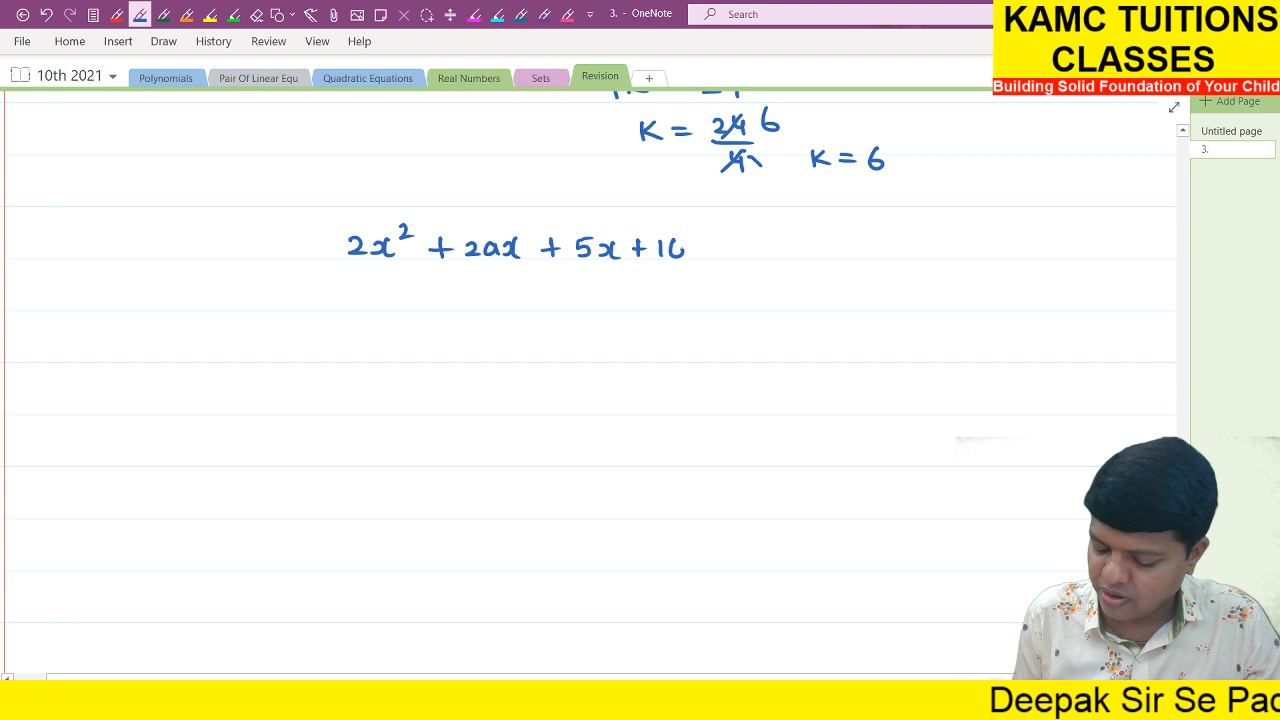 3. - OneNote
Search
KAMC TUITIONS
CLASSES
Building Solid Foundation of Your Child
File Home Insert Draw History Review View Help
10th 2021
Polynomials
Pair Of Linear Equ
Quadratic Equations
Real Numbers
Sets
Revision
+
Add Page
Untitled page
3.
K = 24/4 6
K = 6
2x² + 2ax + 5x + 10
Deepak Sir Se Pad